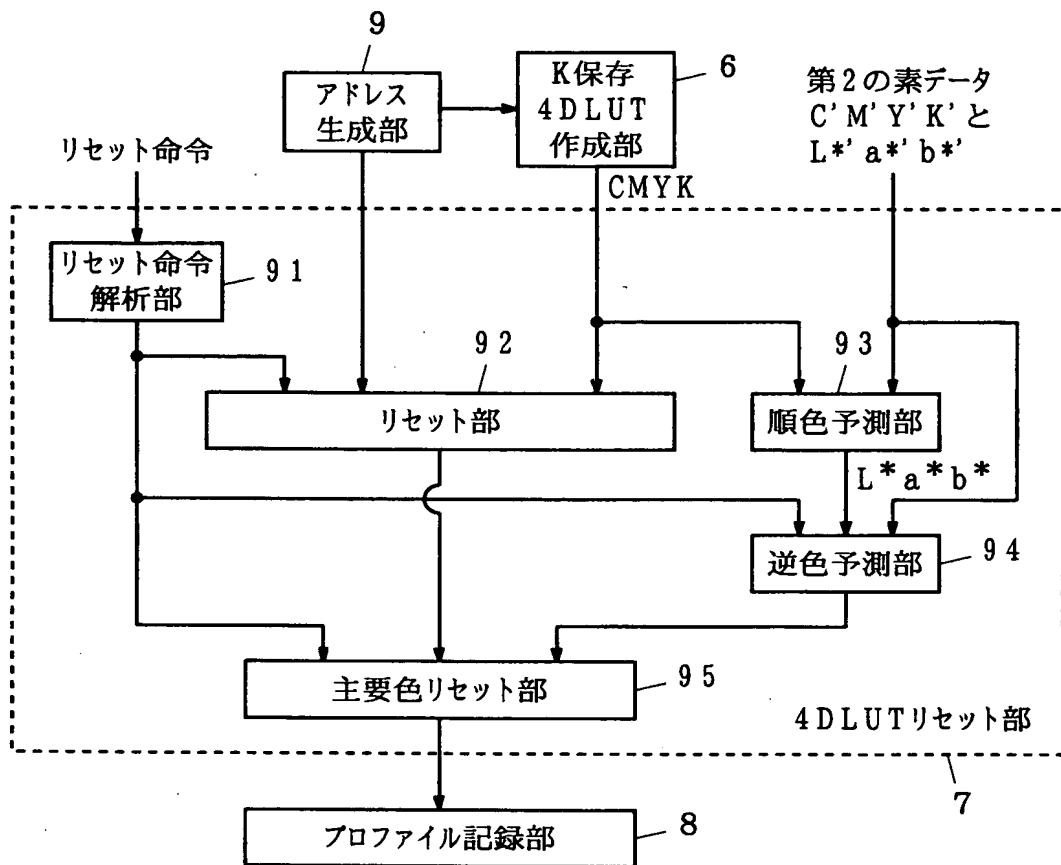 9
アドレス
生成部
K保存
4DLUT
作成部
6
第2の素データ
C'M'Y'K'と
L*'a*'b*'
リセット命令
CMYK
リセット命令
解析部
91
92
リセット部
93
順色予測部
L*a*b*
逆色予測部
94
主要色リセット部
95
4DLUTリセット部
7
プロファイル記録部
8